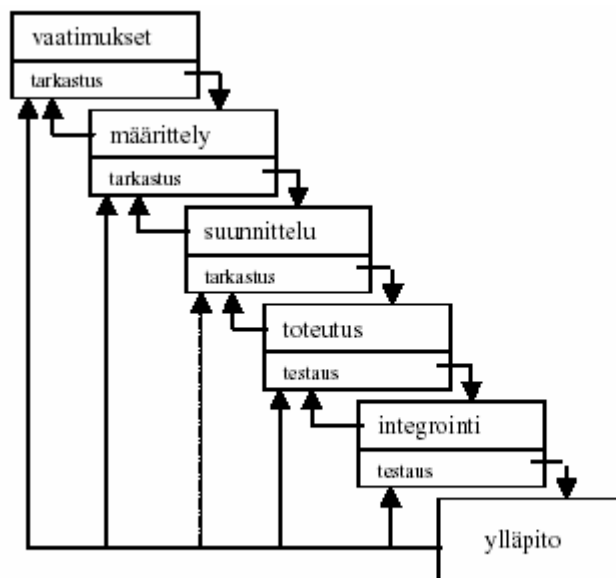 vaatimukset
tarkastus
määrittely
tarkastus
suunnittelu
tarkastus
toteutus
testaus
integrointi
testaus
ylläpito